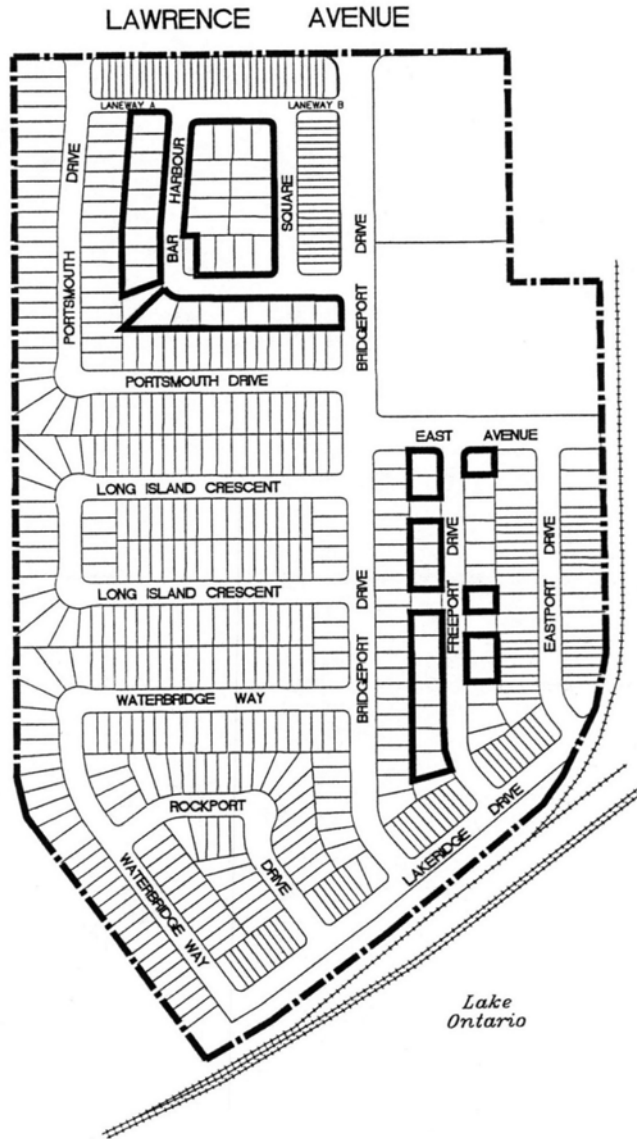 LAWRENCE AVENUE
LANEWAY A
LANEWAY B
PORTSMOUTH DRIVE
BAR HARBOUR
SQUARE
BRIDGEPORT DRIVE
PORTSMOUTH DRIVE
EAST AVENUE
LONG ISLAND CRESCENT
FREEPORT DRIVE
EASTPORT DRIVE
LONG ISLAND CRESCENT
BRIDGEPORT DRIVE
WATERBRIDGE WAY
ROCKPORT DRIVE
LAKERIDGE DRIVE
WATERBRIDGE WAY
Lake
Ontario